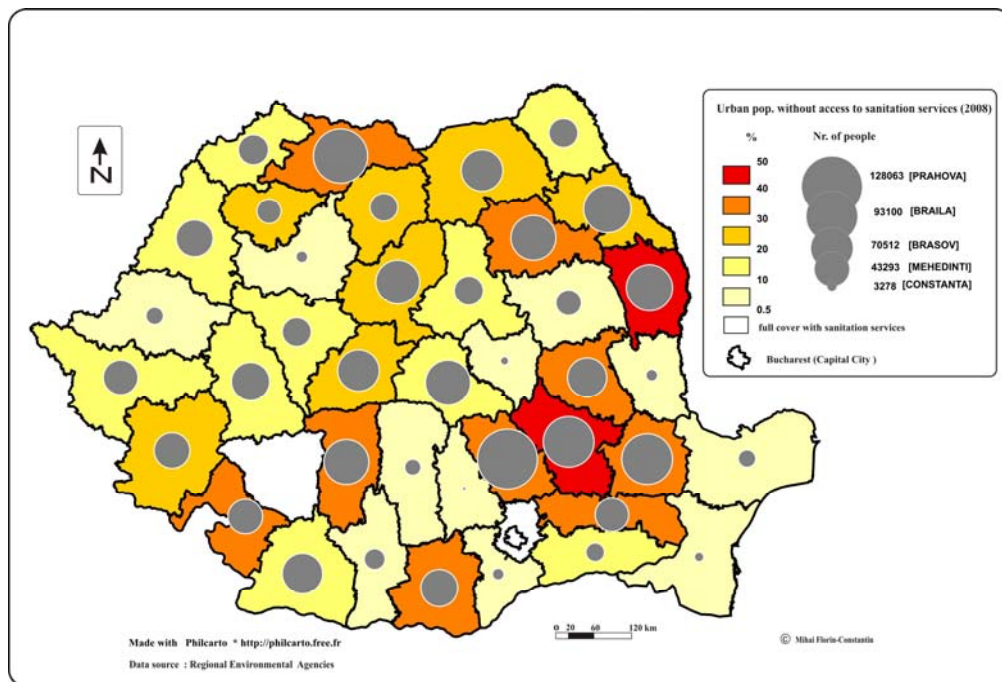 Urban pop. without access to sanitation services (2008)
% Nr. of people
50
40
30
20
10
0.5
128063 [PRAHOVA]
93100 [BRAILA]
70512 [BRASOV]
43293 [MEHEDINTI]
3278 [CONSTANTA]
full cover with sanitation services
Bucharest (Capital City )
N
0 20 60 120 km
Made with Philcarto * http://philcarto.free.fr
Data source : Regional Environmental Agencies
© Mihai Florin-Constantin